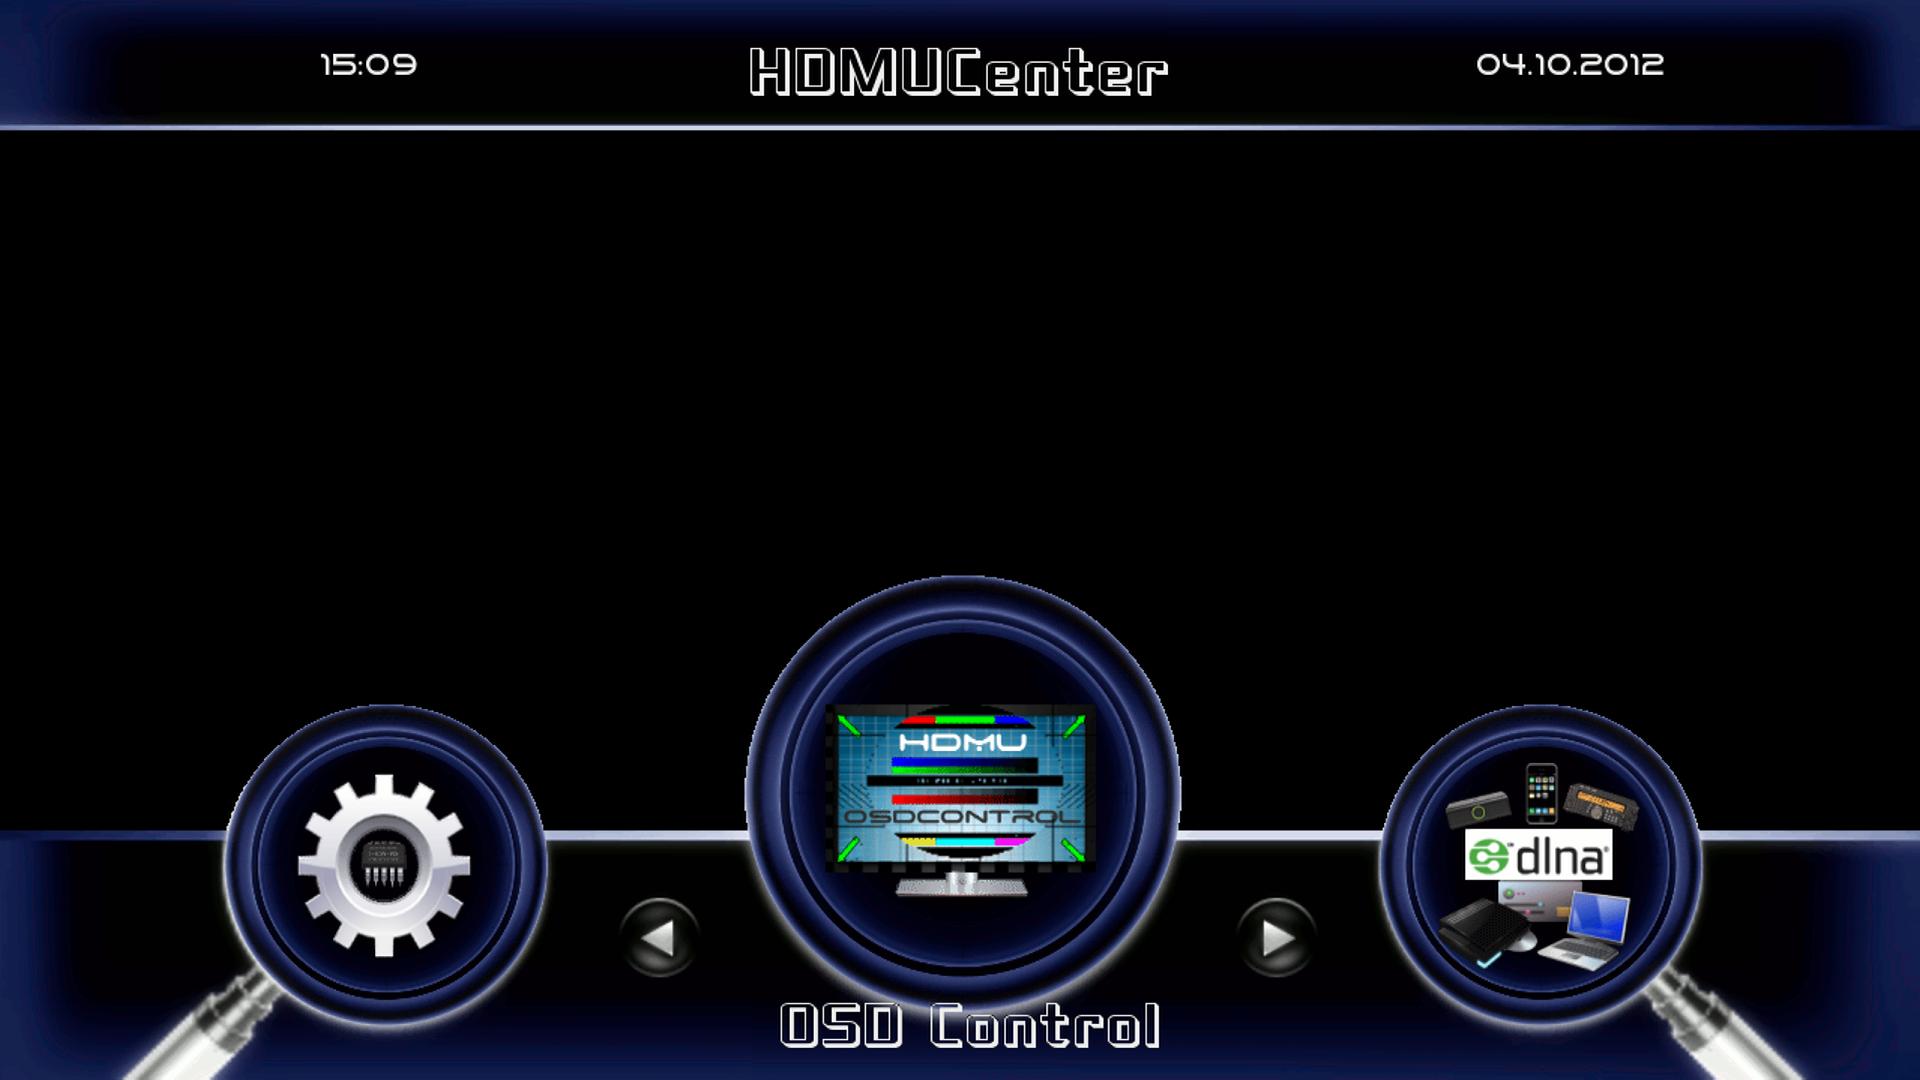 15:09
HDMUCenter
04.10.2012
HDMU
OSDCONTROL
dlna
OSD Control